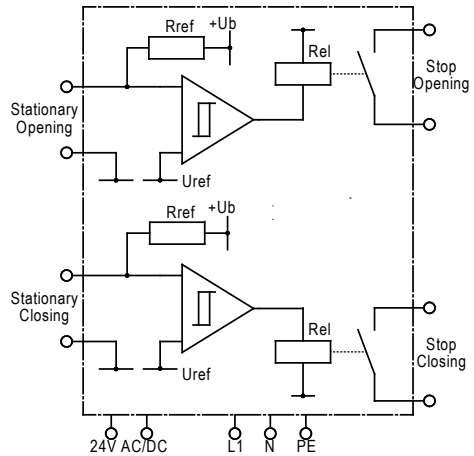 Rref
+Ub
Rel
Stationary
Opening
Stop
Opening
Uref
Rref
+Ub
Stationary
Closing
Rel
Stop
Closing
Uref
24V AC/DC
L1
N
PE